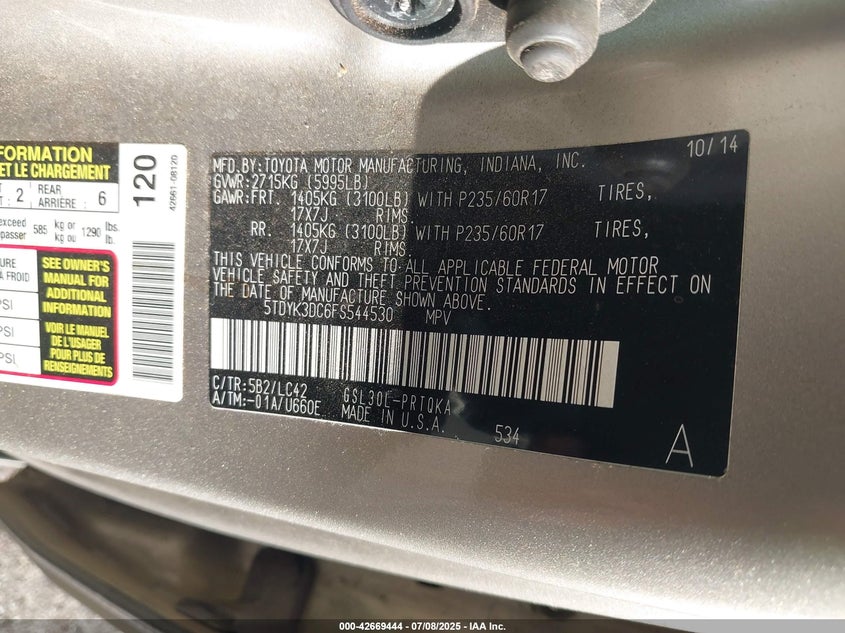 FORMATION
ET LE CHARGEMENT
2 REAR
ARRIÈRE 6
exceed
585 kg or
kg ou 1290 lbs.
lb.
120
42661-08120
A FROID
PSI
PSI
PSI
SEE OWNER'S
MANUAL FOR
ADDITIONAL
INFORMATION
VOIR LE MANUEL
DE L'USAGER
POUR PLUS DE
RENSEIGNEMENTS
MFD.BY:TOYOTA MOTOR MANUFACTURING, INDIANA, INC. 10/14
GVWR:2715KG (5995LB)
GAWR:FRT. 1405KG (3100LB) WITH P235/60R17 TIRES,
17X7J RIMS.
RR. 1405KG (3100LB) WITH P235/60R17 TIRES,
17X7J RIMS.
THIS VEHICLE CONFORMS TO ALL APPLICABLE FEDERAL MOTOR
VEHICLE SAFETY AND THEFT PREVENTION STANDARDS IN EFFECT ON
THE DATE OF MANUFACTURE SHOWN ABOVE.
5TDYK3DC6FS544530 MPV
C/TR:5B2/LC42 GSL30L-PRTQKA
A/TM:-01A/U660E MADE IN U.S.A.
534
A
000-42669444 - 07/08/2025 - IAA Inc.